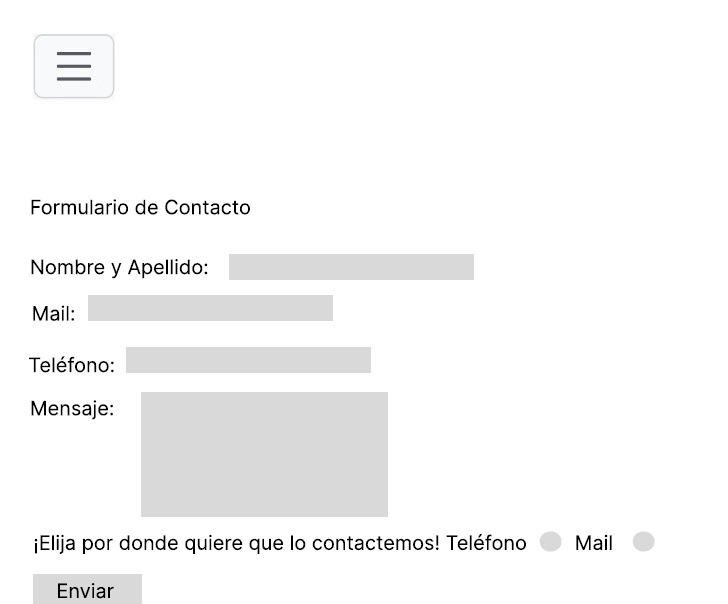 Formulario de Contacto
Nombre y Apellido:
Mail:
Teléfono:
Mensaje:
¡Elija por donde quiere que lo contactemos! Teléfono Mail
Enviar